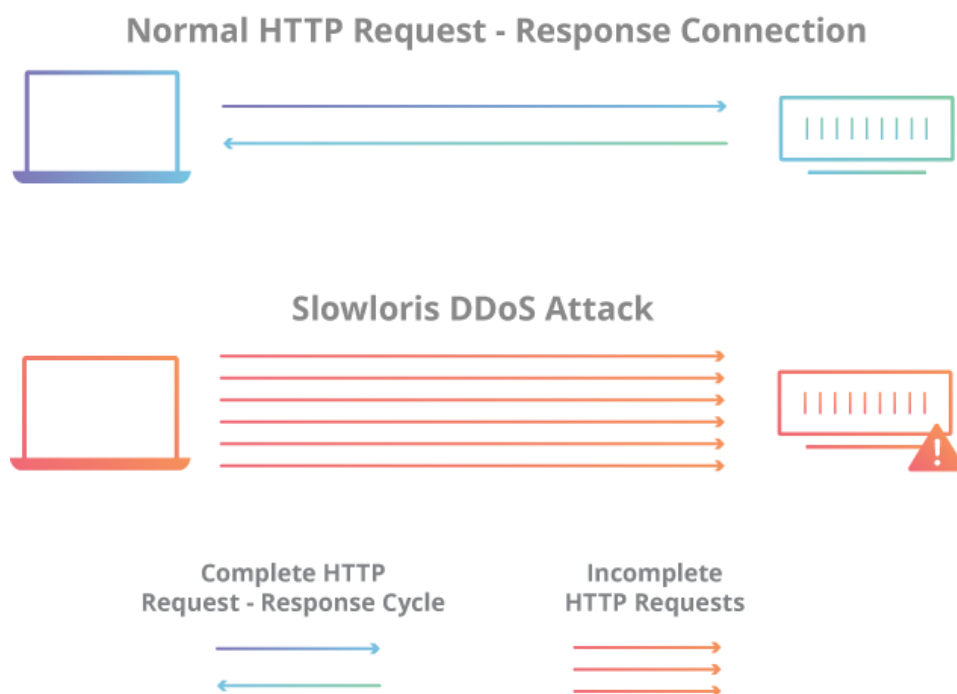 Normal HTTP Request - Response Connection
Slowloris DDoS Attack
Complete HTTP
Request - Response Cycle
Incomplete
HTTP Requests